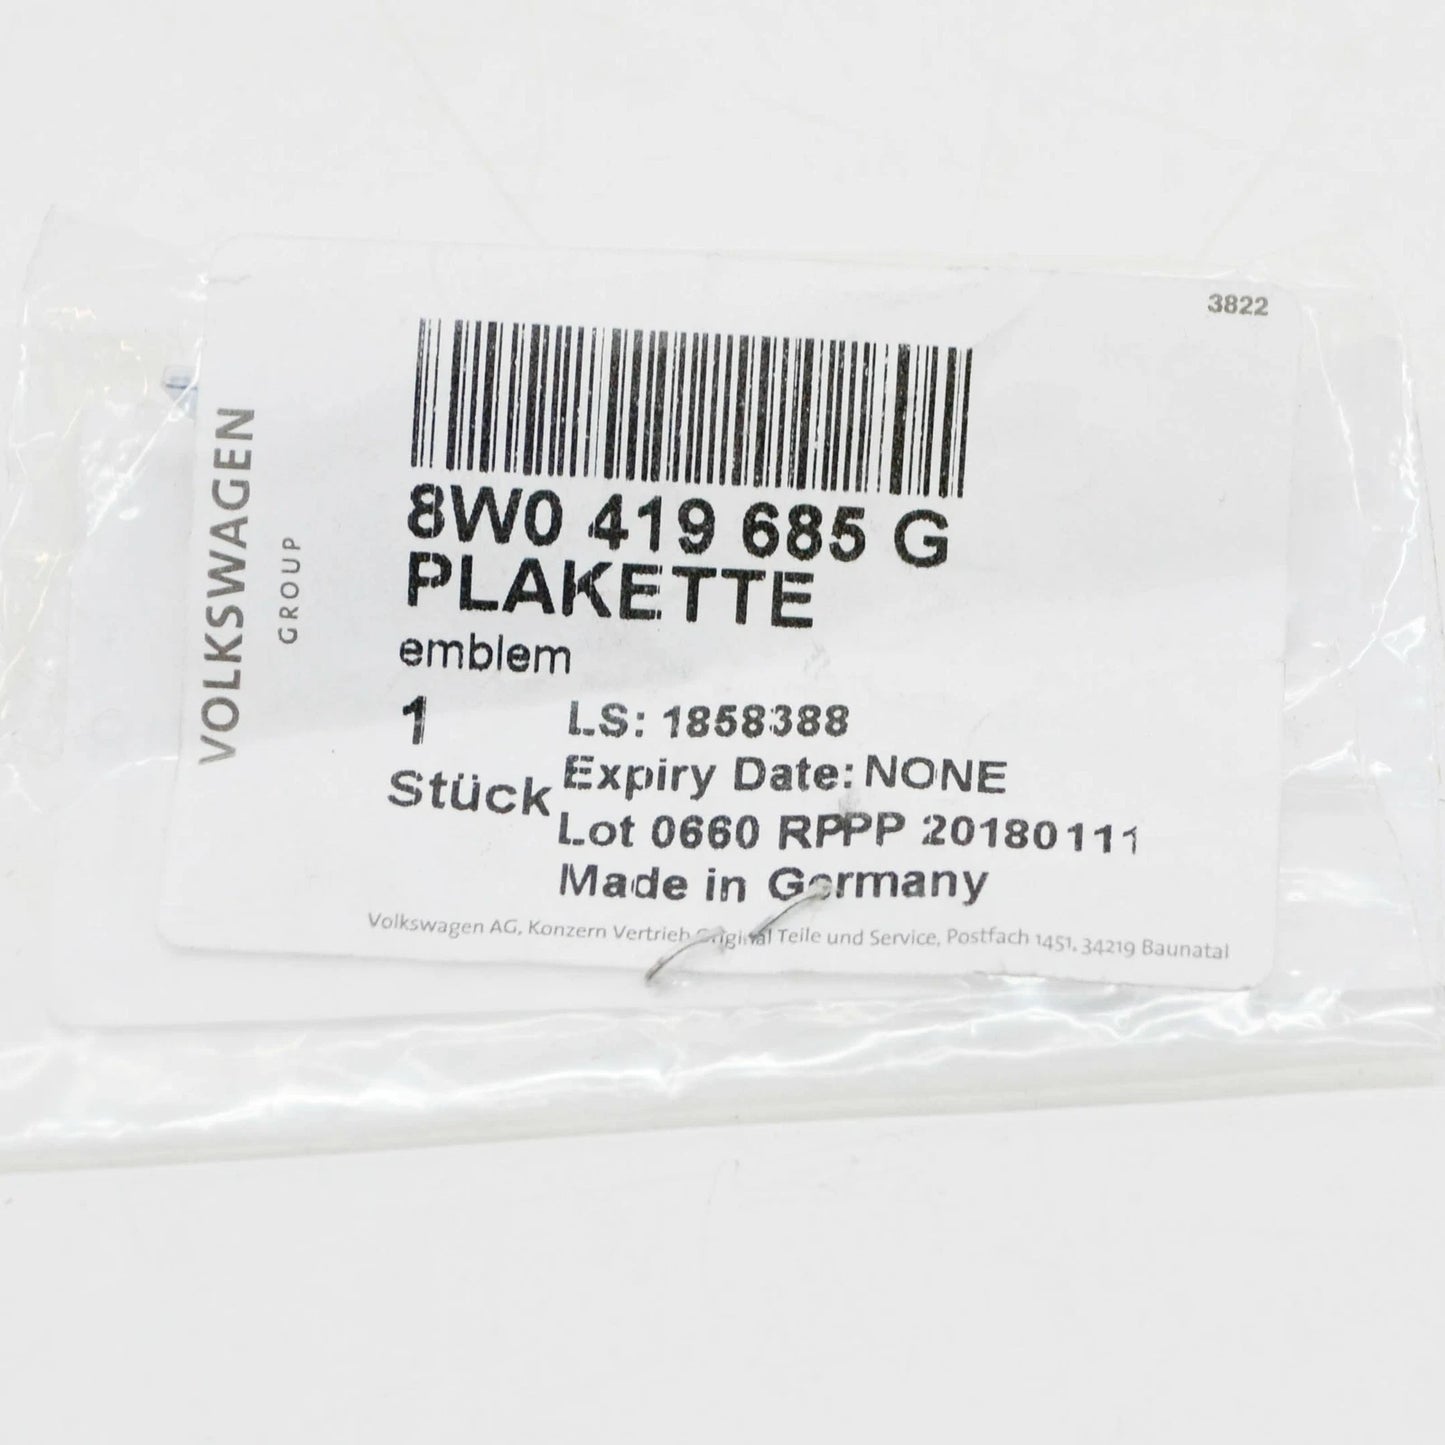 3822
VOLKSWAGEN
GROUP
8W0 419 685 G
PLAKETTE
emblem
1
Stück
LS: 1858388
Expiry Date: NONE
Lot 0660 RPPP 20180111
Made in Germany
Volkswagen AG, Konzern Vertrieb Original Teile und Service, Postfach 1451, 34219 Baunatal